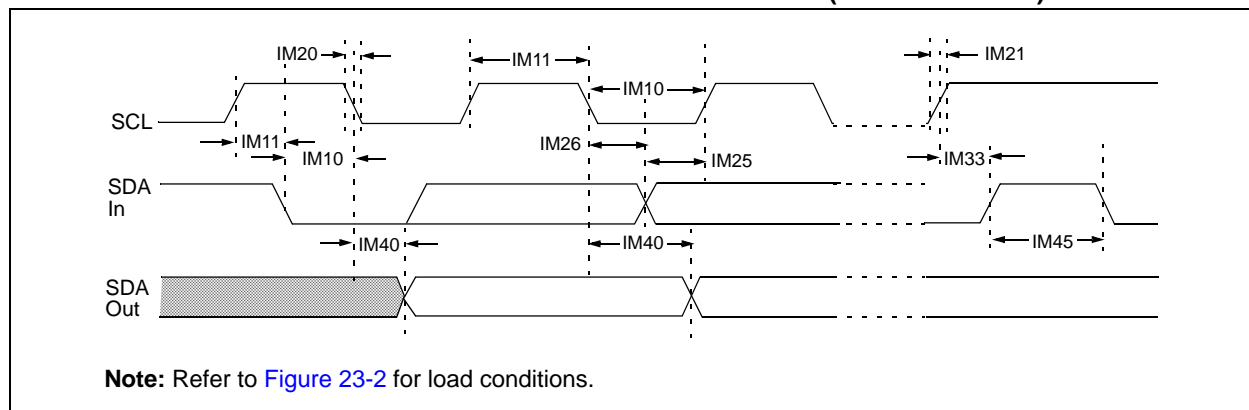 IM20
IM11
IM10
IM21
SCL
IM11
IM10
IM26
IM25
IM33
SDA
In
IM40
IM40
IM45
SDA
Out
Note: Refer to Figure 23-2 for load conditions.